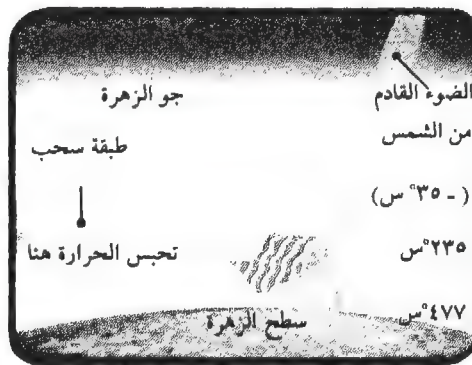 الضوء القادم
من الشمس
جو الزهرة
طبقة سحب
(- ٣٥° س)
٢٣٥°س
تحبس الحرارة هنا
٤٧٧°س
سطح الزهرة